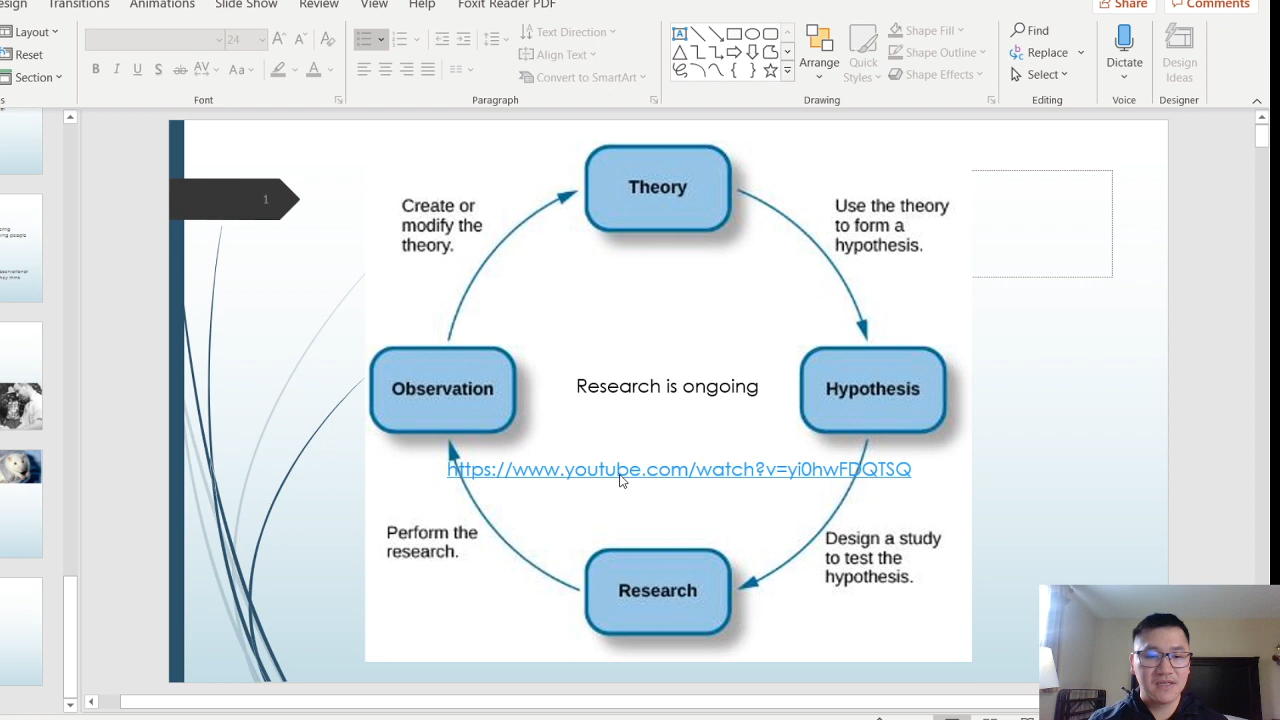 esign Transitions Animations Slide Show Review View Help Foxit Reader PDF Share Comments
Layout
Reset
Section
24
Aa
Text Direction
Align Text
Convert to SmartArt
Arrange
Quick
Styles
Shape Fill
Shape Outline
Shape Effects
Find
Replace
Select
Dictate
Design
Ideas
Font
Paragraph
Drawing
Editing
Voice
Designer
1
Theory
Create or
modify the
theory.
Use the theory
to form a
hypothesis.
Observation
Research is ongoing
Hypothesis
https://www.youtube.com/watch?v=yi0hwFDQTSQ
Perform the
research.
Design a study
to test the
hypothesis.
Research